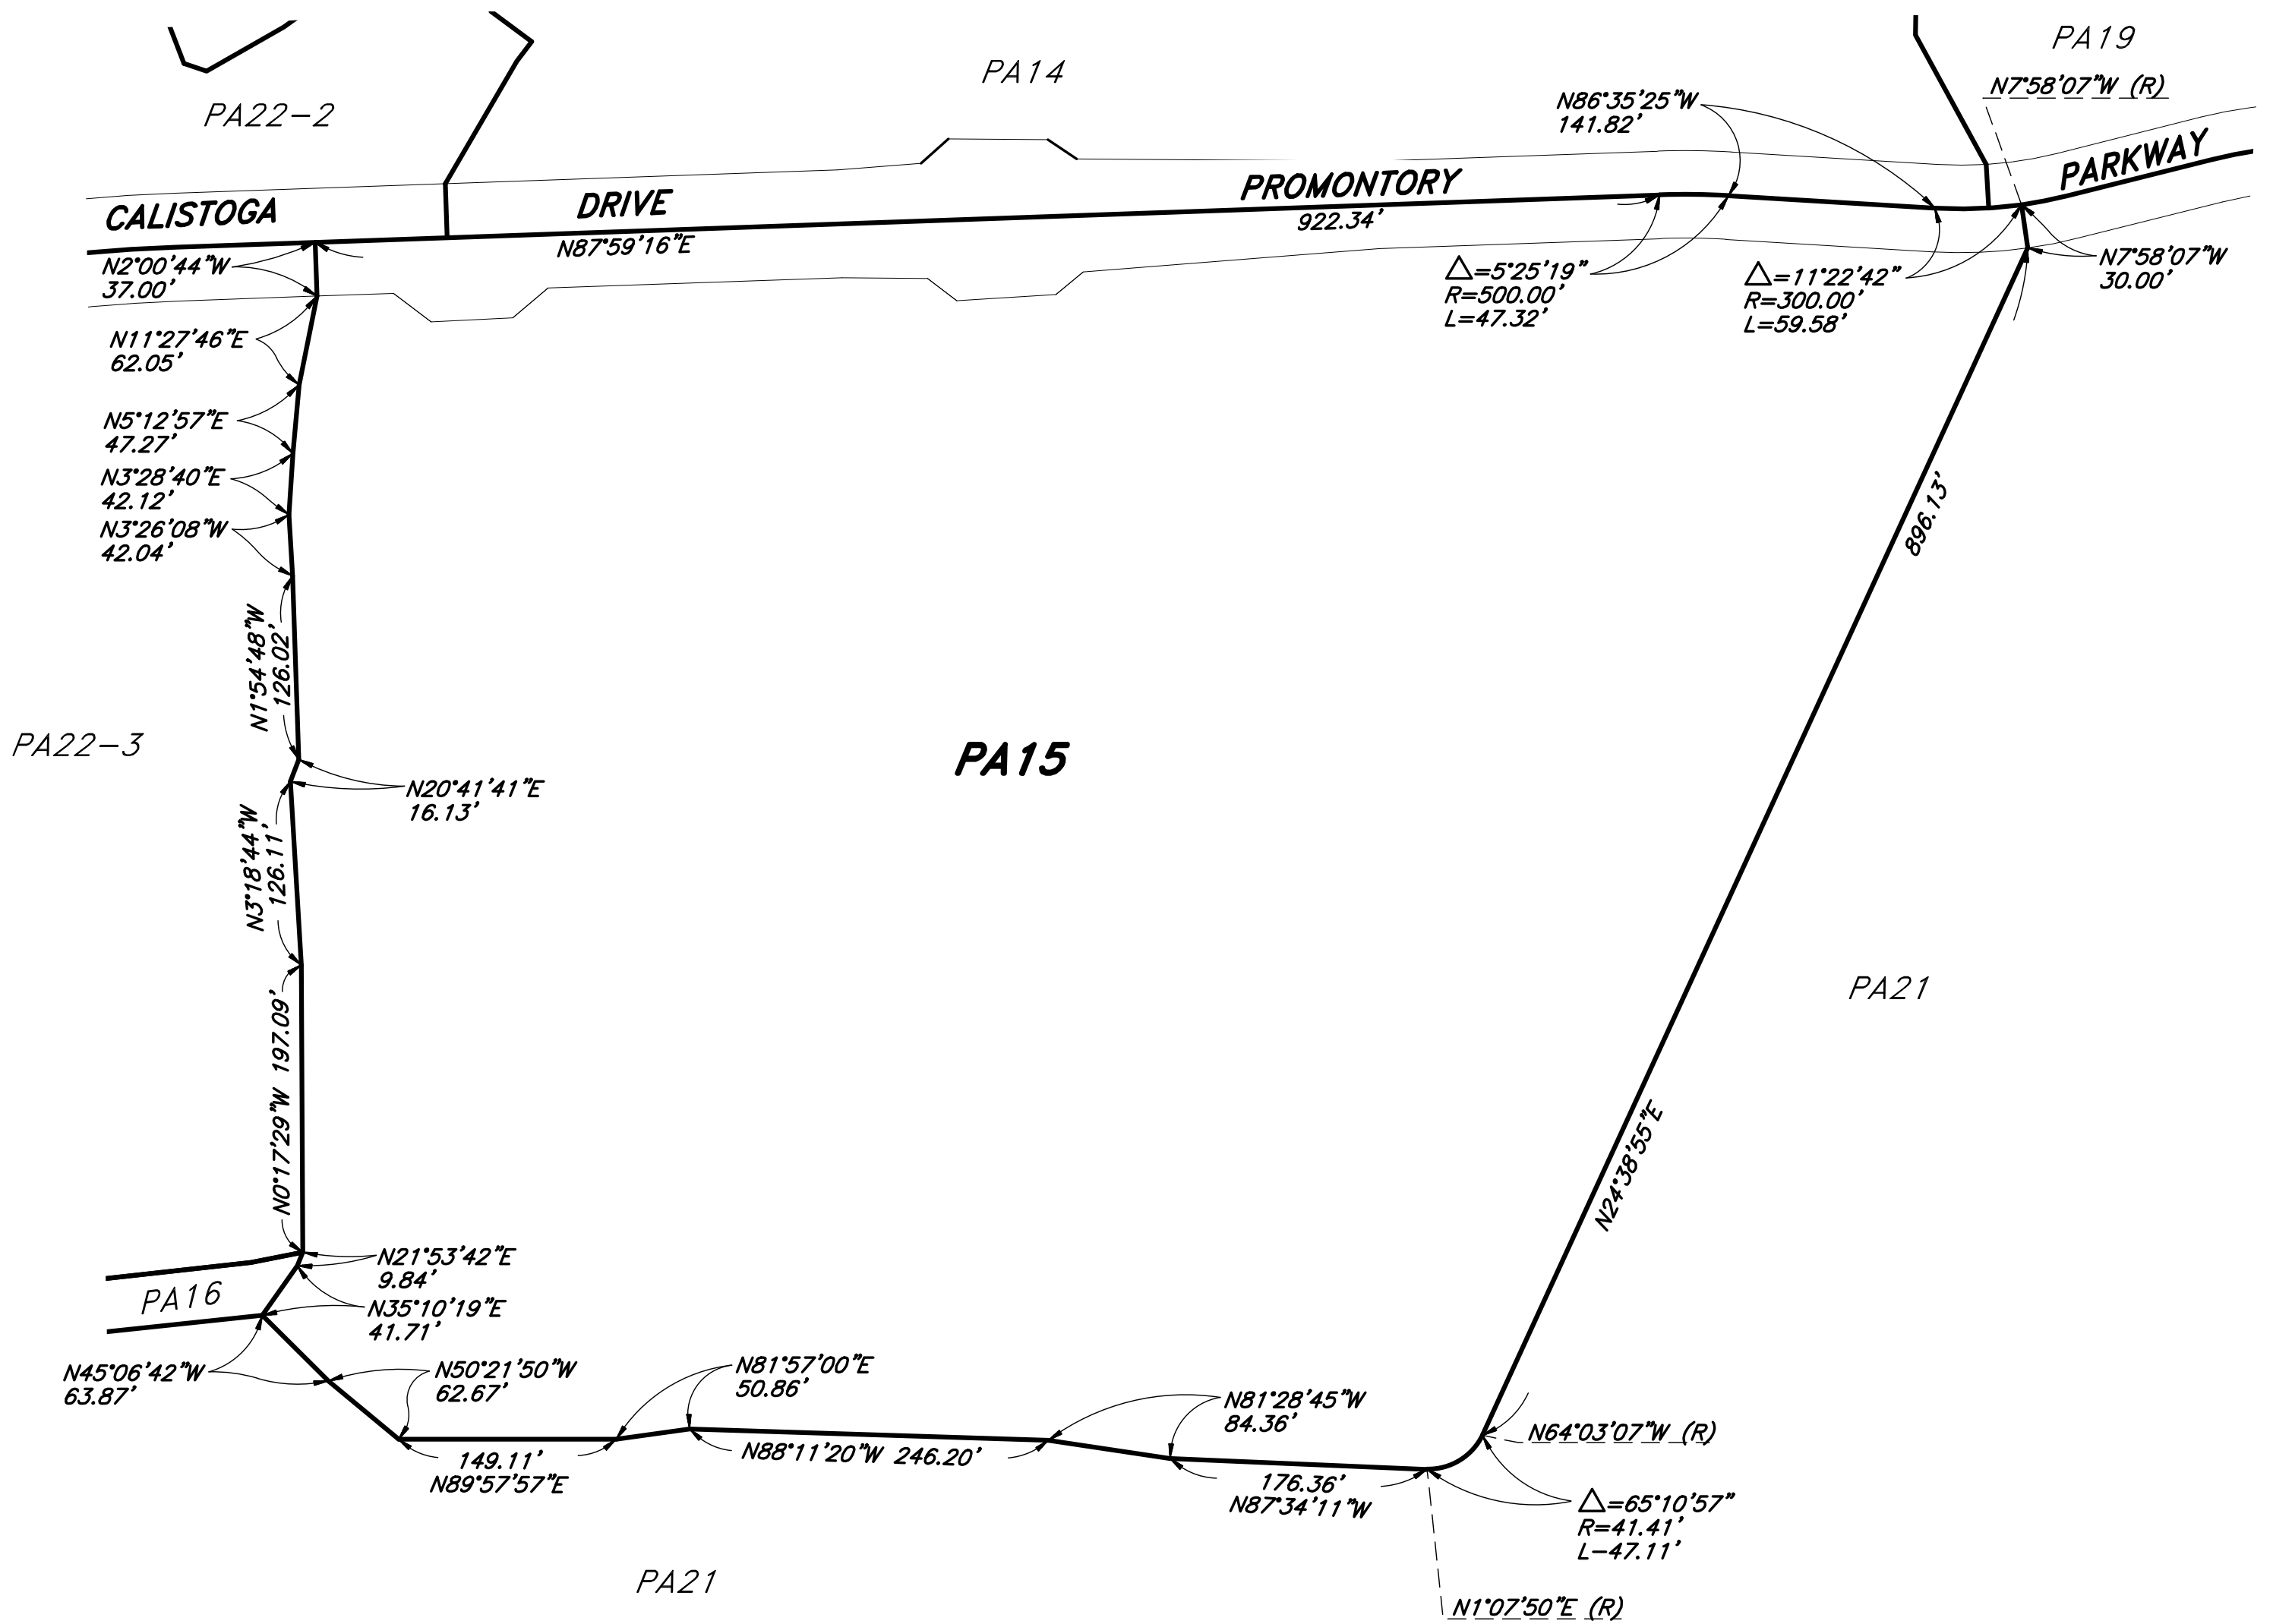 PA19
N7°58'07"W (R)
PA14
N86°35'25"W
141.82'
PA22-2
PARKWAY
CALISTOGA
DRIVE
PROMONTORY
922.34'
N87°59'16"E
N2°00'44"W
37.00'
△=5°25'19"
R=500.00'
L=47.32'
△=11°22'42"
R=300.00'
L=59.58'
N7°58'07"W
30.00'
N11°27'46"E
62.05'
N5°12'57"E
47.27'
N3°28'40"E
42.12'
N3°26'08"W
42.04'
896.13'
N1°54'48"W
126.02'
PA22-3
PA15
N20°41'41"E
16.13'
N3°18'44"W
126.11'
PA21
N0°17'29"W 197.09'
N24°38'55"E
N21°53'42"E
9.84'
PA16
N35°10'19"E
41.71'
N45°06'42"W
63.87'
N50°21'50"W
62.67'
N81°57'00"E
50.86'
N81°28'45"W
84.36'
N64°03'07"W (R)
149.11'
N89°57'57"E
N88°11'20"W 246.20'
176.36'
N87°34'11"W
△=65°10'57"
R=41.41'
L-47.11'
PA21
N1°07'50"E (R)